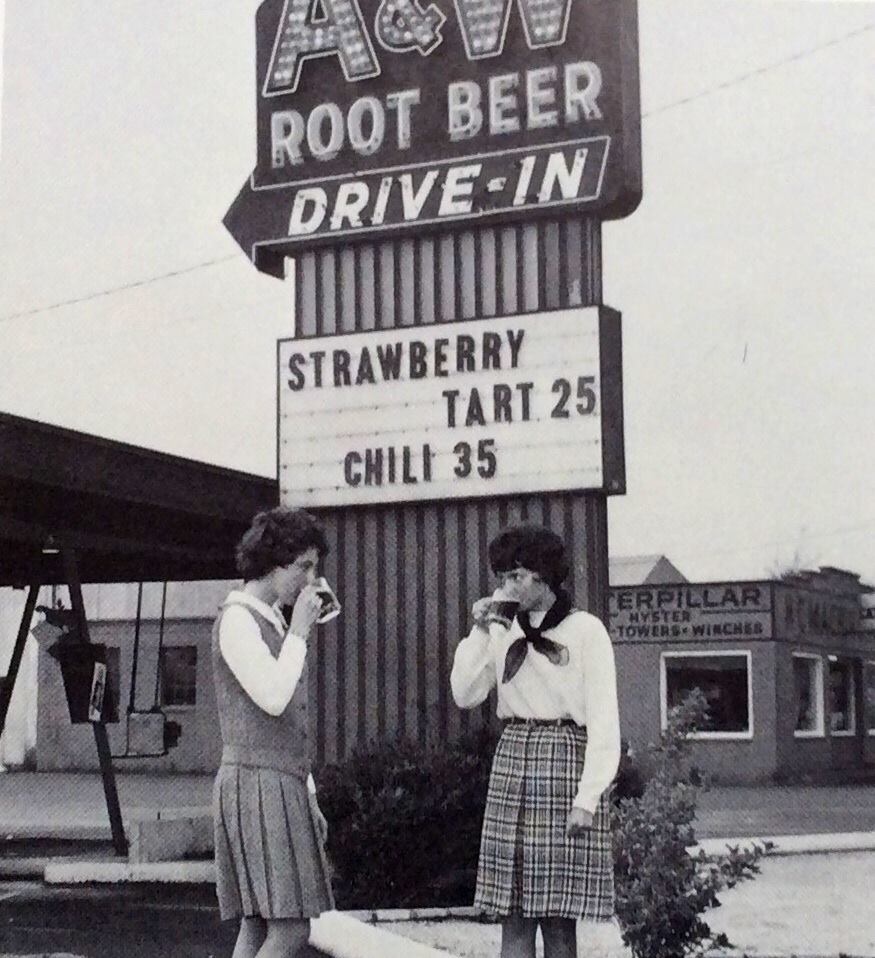 A&W
ROOT BEER
DRIVE-IN
STRAWBERRY
TART 25
CHILI 35
TERPILLAR
HYSTER
TOWERS• WINCHES